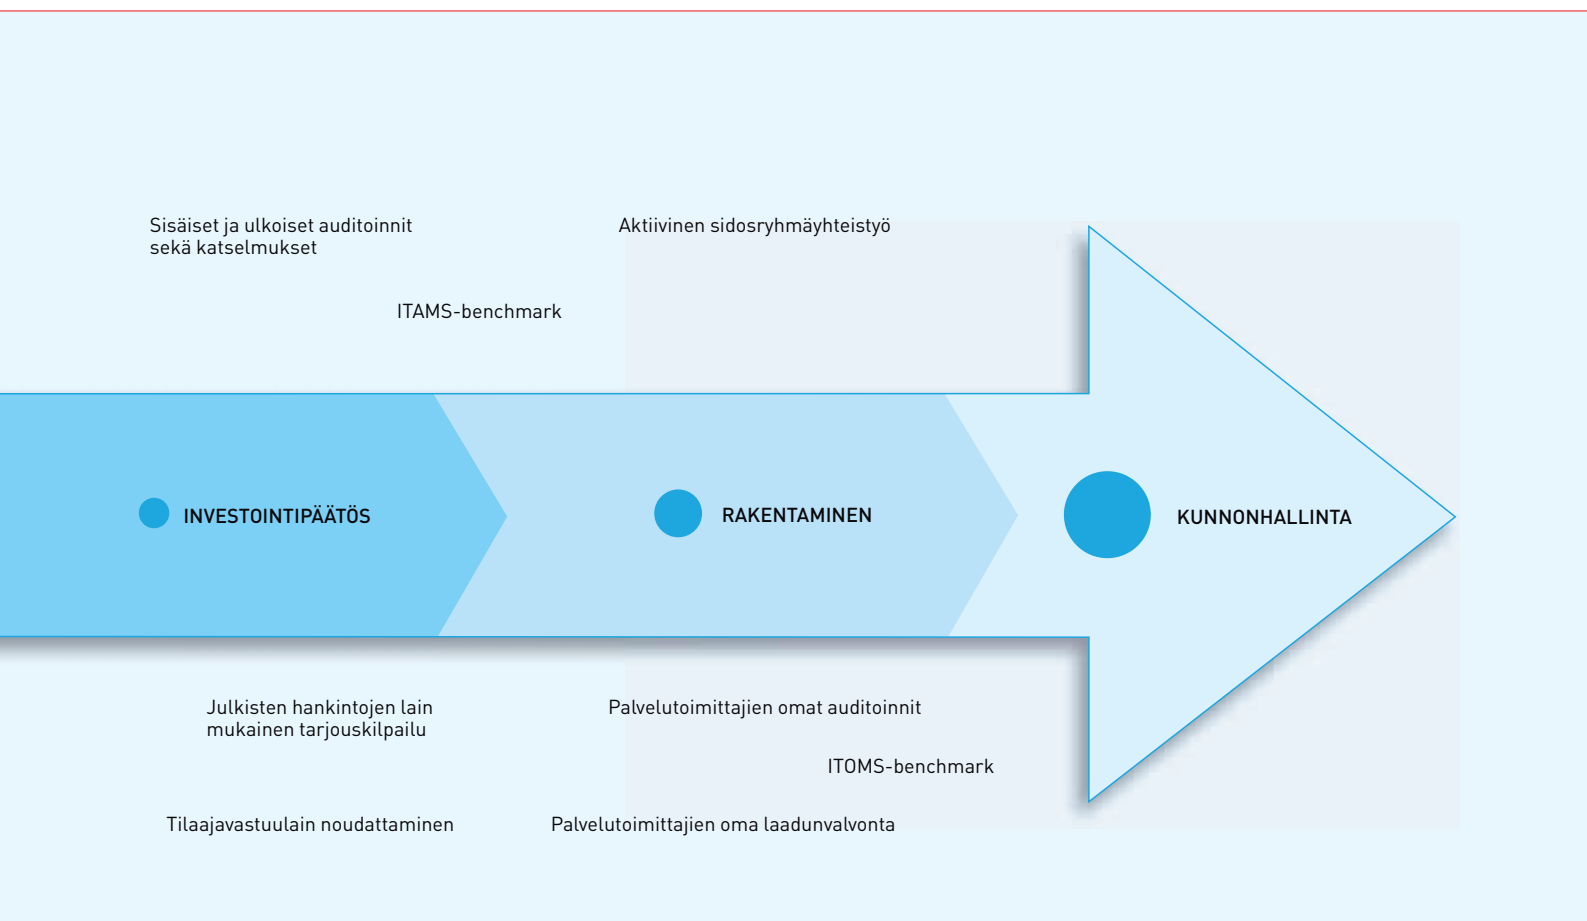 Sisäiset ja ulkoiset auditoinnit
sekä katselmukset
Aktiivinen sidosryhmäyhteistyö
ITAMS-benchmark
INVESTOINTIPÄÄTÖS
RAKENTAMINEN
KUNNONHALLINTA
Julkisten hankintojen lain
mukainen tarjouskilpailu
Palvelutoimittajien omat auditoinnit
ITOMS-benchmark
Tilaajavastuulain noudattaminen
Palvelutoimittajien oma laadunvalvonta